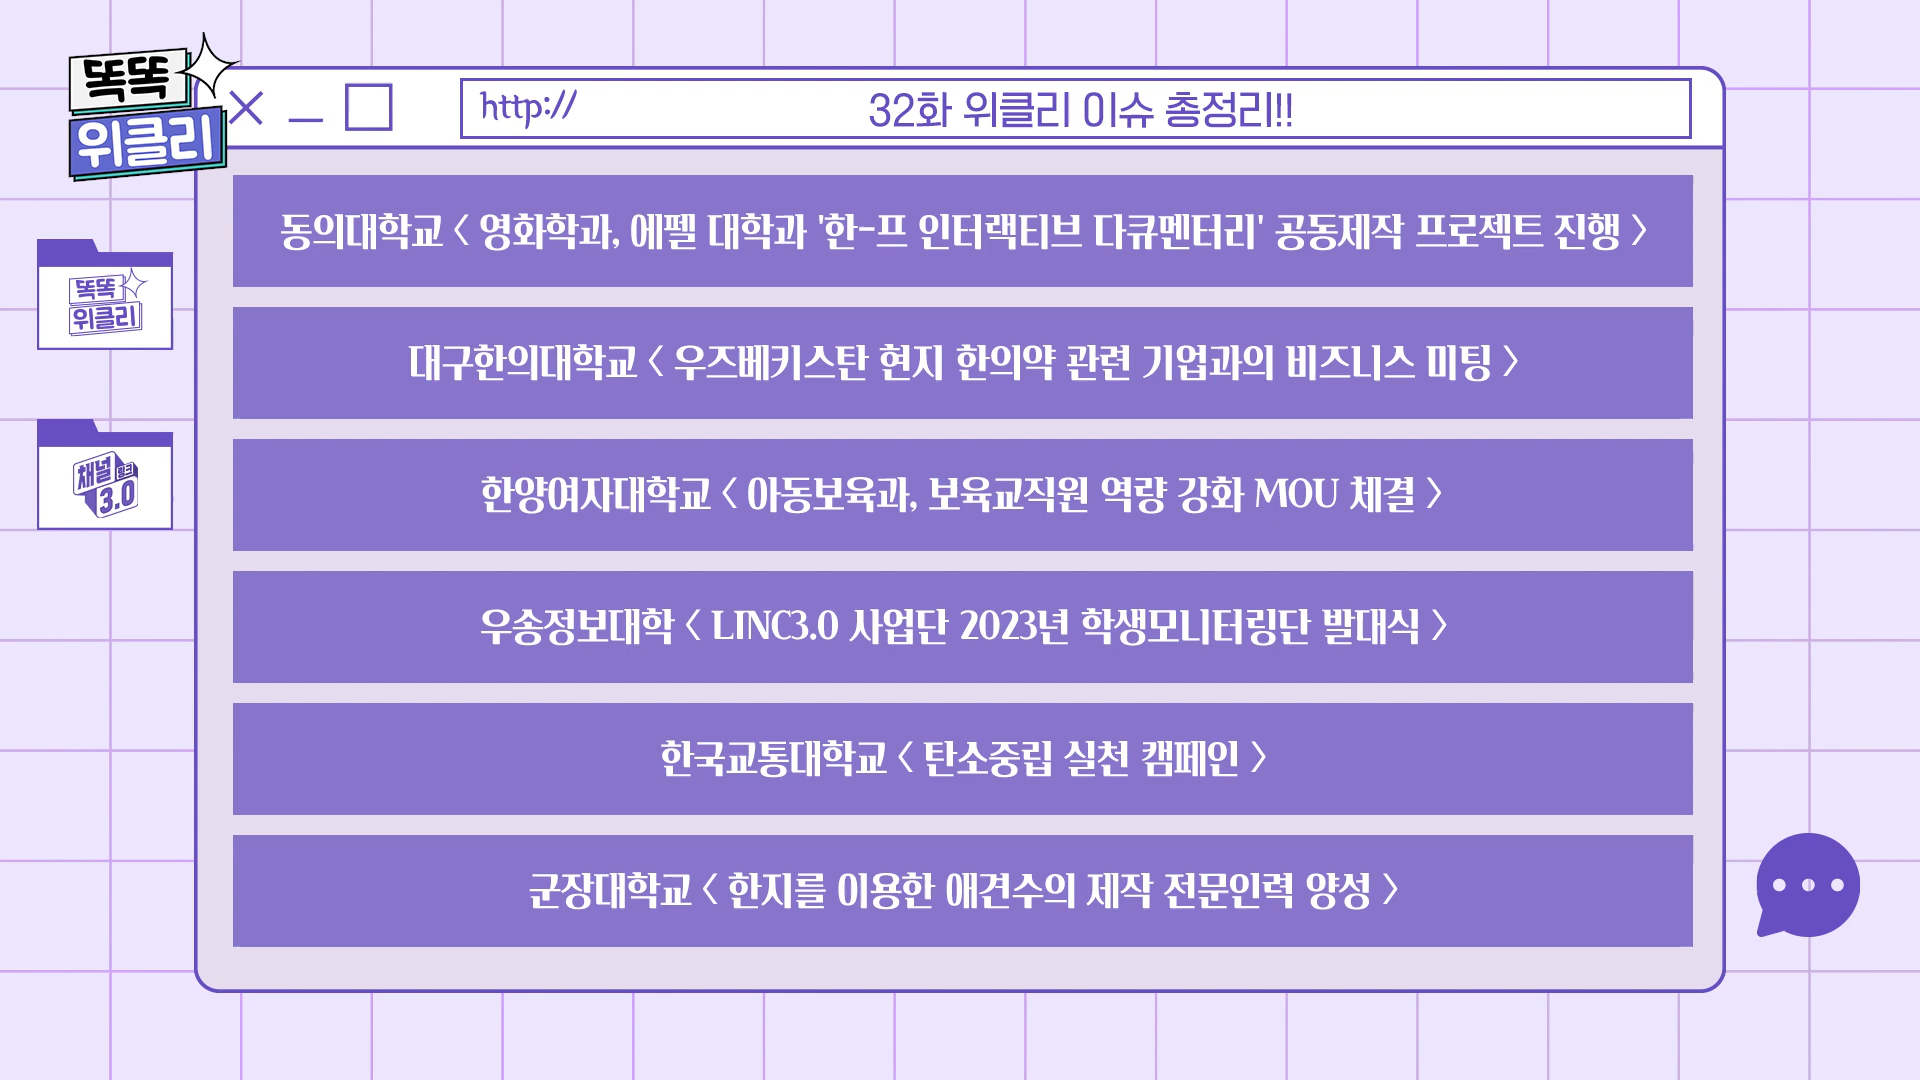 똑똑
위클리
http:// 32화 위클리 이슈 총정리!!
동의대학교 < 영화학과, 에펠 대학과 '한-프 인터랙티브 다큐멘터리' 공동제작 프로젝트 진행 >
대구한의대학교 < 우즈베키스탄 현지 한의약 관련 기업과의 비즈니스 미팅 >
한양여자대학교 < 아동보육과, 보육교직원 역량 강화 MOU 체결 >
우송정보대학 < LINC3.0 사업단 2023년 학생모니터링단 발대식 >
한국교통대학교 < 탄소중립 실천 캠페인 >
군장대학교 < 한지를 이용한 애견수의 제작 전문인력 양성 >
똑똑
위클리
채널 링크
3.0